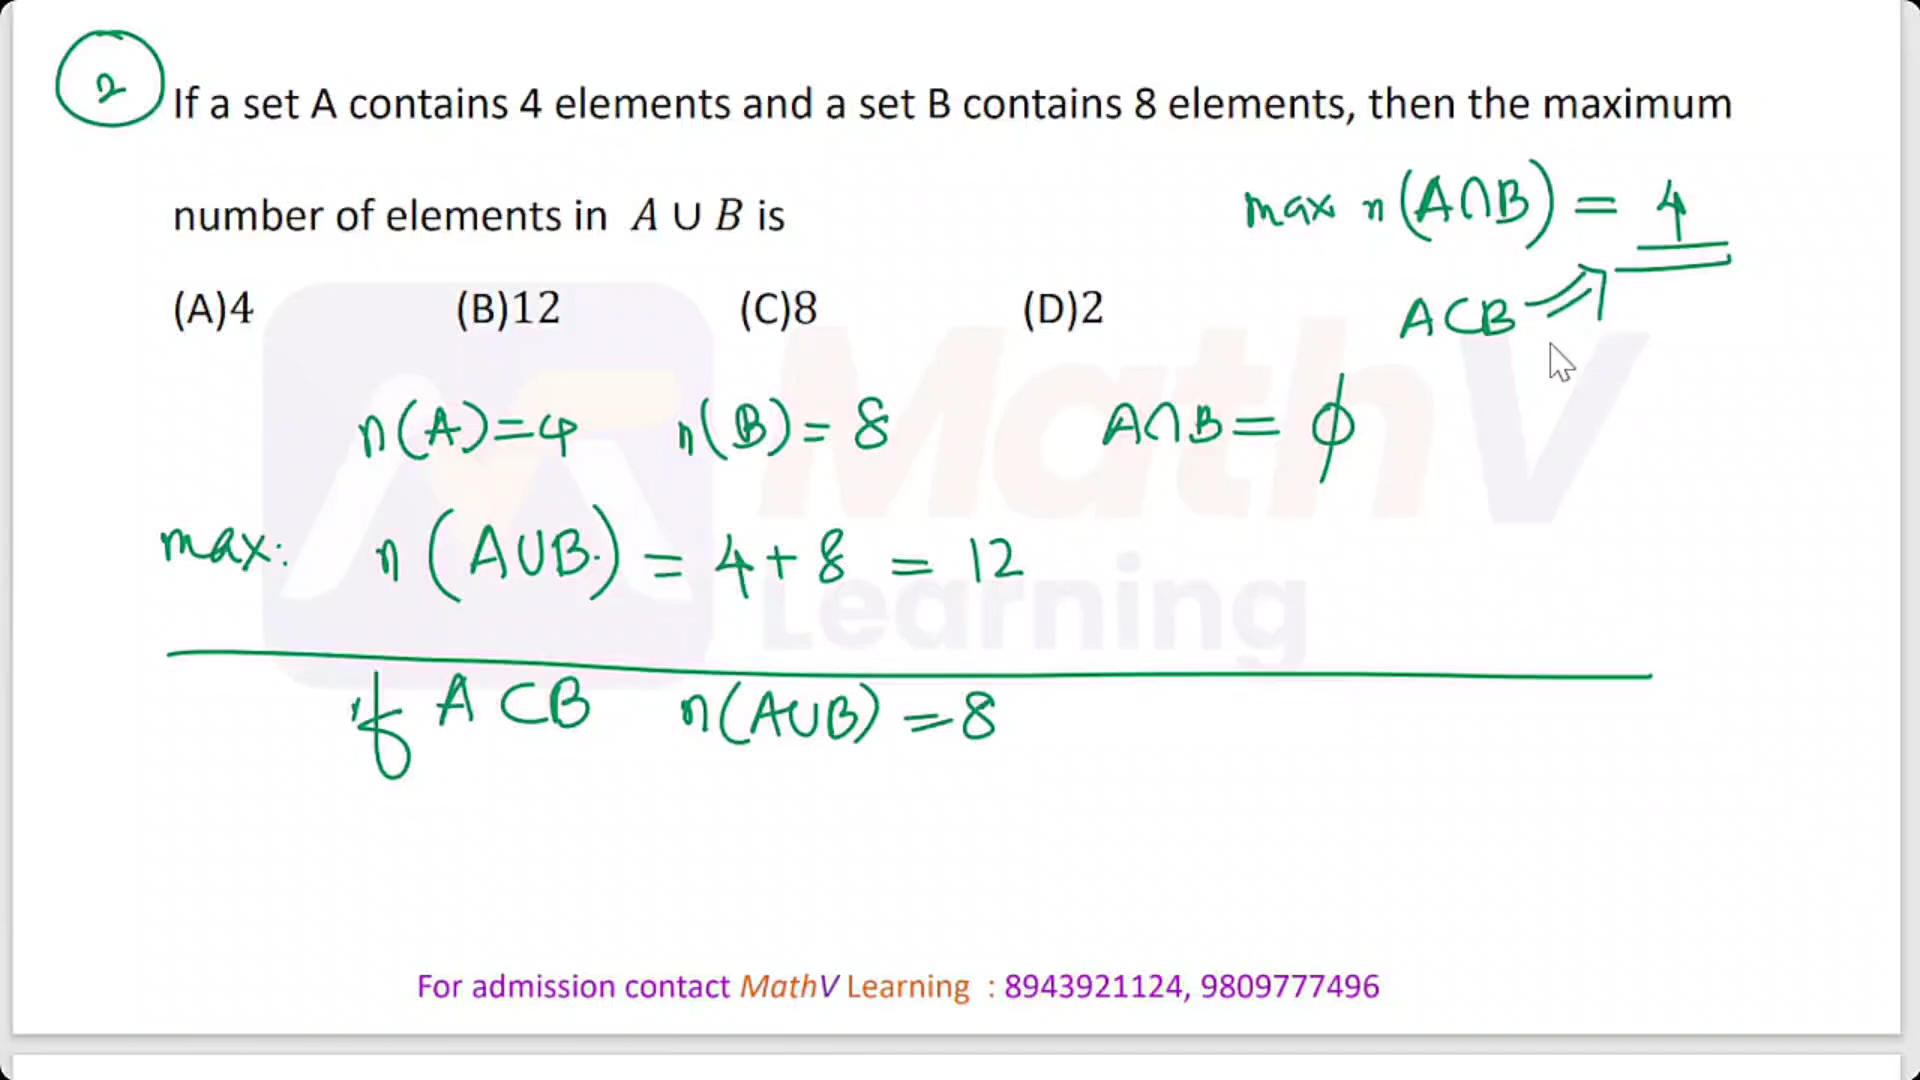 2
If a set A contains 4 elements and a set B contains 8 elements, then the maximum
number of elements in A ∪ B is
max n(A∩B) = 4
(A)4 (B)12 (C)8 (D)2
A⊂B ⇒
n(A)=4 n(B)= 8 A∩B = ϕ
max: n(A∪B.) = 4+8 = 12
if A⊂B n(A∪B) =8
MathV
Learning
For admission contact MathV Learning : 8943921124, 9809777496